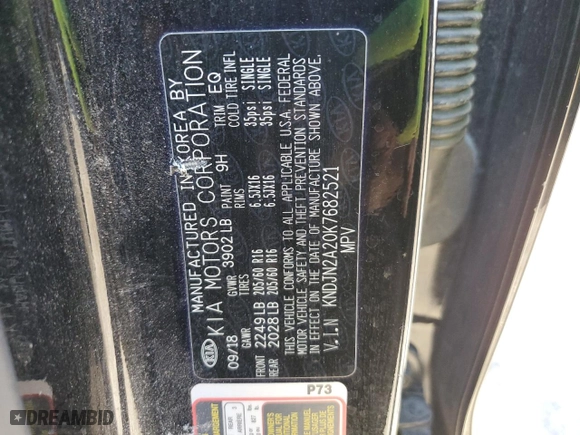 MANUFACTURED IN KOREA BY
KIA KIA MOTORS CORPORATION
09/18 GVWR 3902LB PAINT 9H TRIM EQ
GAWR TIRES RIMS COLD TIRE INFL
FRONT 2249LB 205/60 R16 6.5JX16 35psi SINGLE
REAR 2028LB 205/60 R16 6.5JX16 35psi SINGLE
THIS VEHICLE CONFORMS TO ALL APPLICABLE U.S.A. FEDERAL
MOTOR VEHICLE SAFETY AND THEFT PREVENTION STANDARDS
IN EFFECT ON THE DATE OF MANUFACTURE SHOWN ABOVE.
V.I.N KNDJN2A20K7682521
MPV
P73
DREAMBID